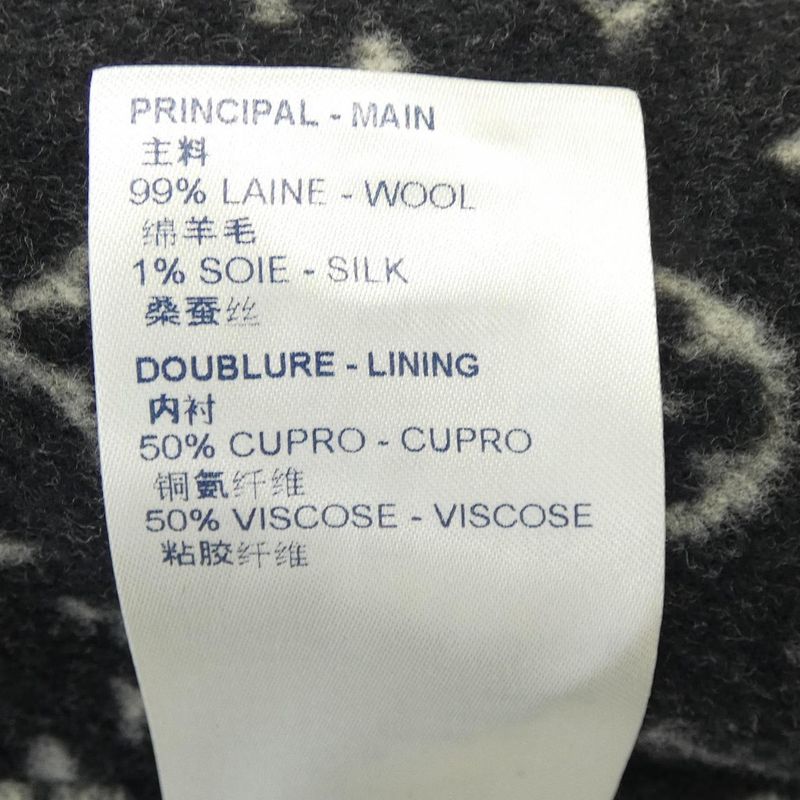 PRINCIPAL - MAIN
主料
99% LAINE - WOOL
绵羊毛
1% SOIE - SILK
桑蚕丝
DOUBLURE - LINING
内衬
50% CUPRO - CUPRO
铜氨纤维
50% VISCOSE - VISCOSE
粘胶纤维